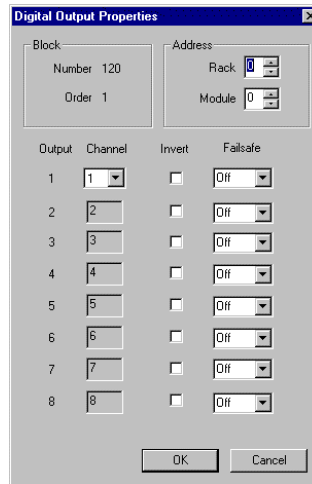 Digital Output Properties
Block
Number 120
Order 1
Address
Rack 0
Module 0
Output Channel Invert Failsafe
1 1 Off
2 2 Off
3 3 Off
4 4 Off
5 5 Off
6 6 Off
7 7 Off
8 8 Off
OK Cancel